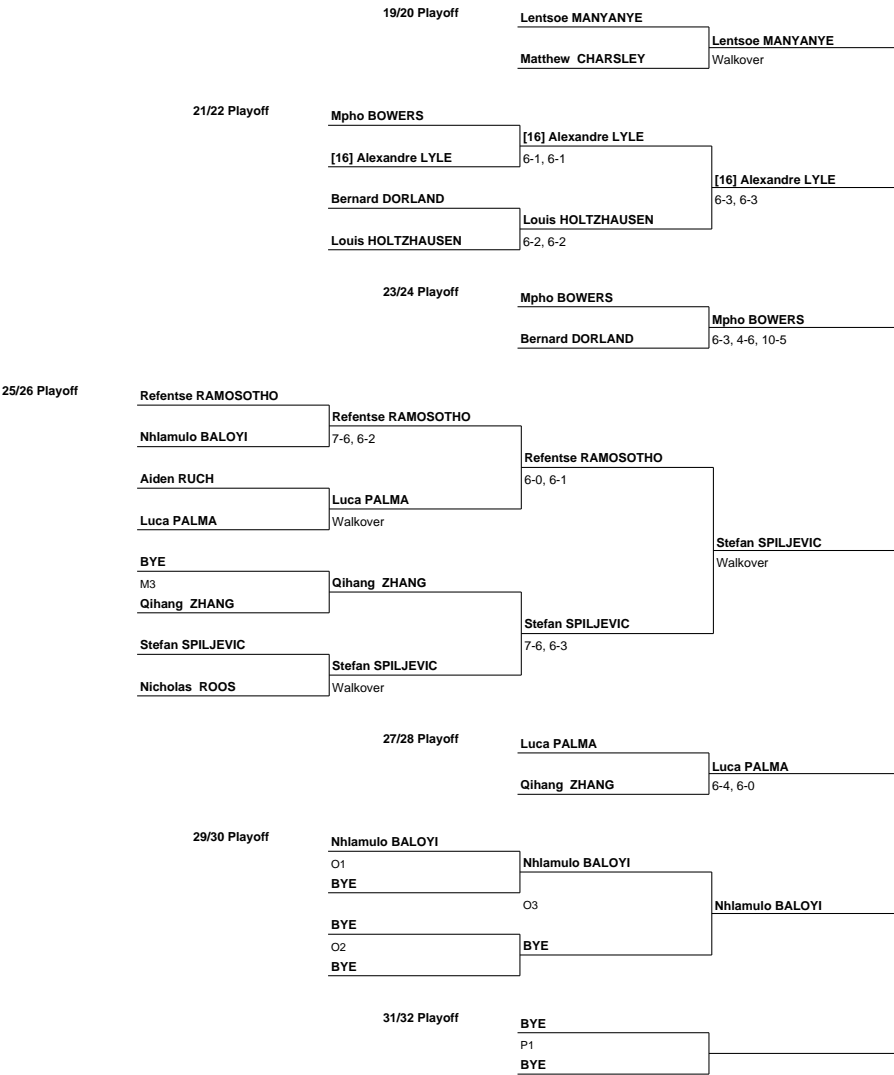 19/20 Playoff
Lentsoe MANYANYE
Lentsoe MANYANYE
Matthew CHARSLEY
Walkover
21/22 Playoff
Mpho BOWERS
[16] Alexandre LYLE
[16] Alexandre LYLE
6-1, 6-1
[16] Alexandre LYLE
Bernard DORLAND
6-3, 6-3
Louis HOLTZHAUSEN
Louis HOLTZHAUSEN
6-2, 6-2
23/24 Playoff
Mpho BOWERS
Mpho BOWERS
Bernard DORLAND
6-3, 4-6, 10-5
25/26 Playoff
Refentse RAMOSOTHO
Refentse RAMOSOTHO
Nhlamulo BALOYI
7-6, 6-2
Refentse RAMOSOTHO
Aiden RUCH
6-0, 6-1
Luca PALMA
Luca PALMA
Walkover
Stefan SPILJEVIC
BYE
Walkover
M3
Qihang ZHANG
Qihang ZHANG
Stefan SPILJEVIC
Stefan SPILJEVIC
7-6, 6-3
Stefan SPILJEVIC
Nicholas ROOS
Walkover
27/28 Playoff
Luca PALMA
Luca PALMA
Qihang ZHANG
6-4, 6-0
29/30 Playoff
Nhlamulo BALOYI
O1
Nhlamulo BALOYI
BYE
O3
Nhlamulo BALOYI
BYE
O2
BYE
BYE
31/32 Playoff
BYE
P1
BYE